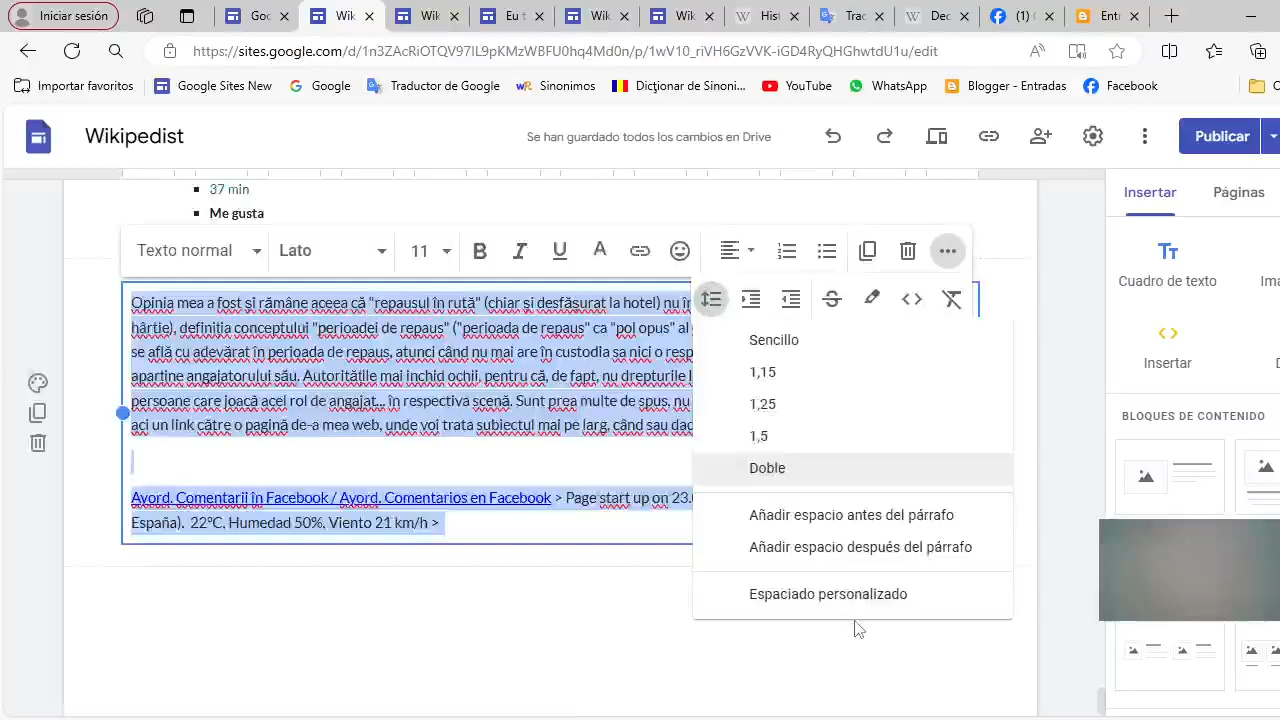 Iniciar sesión
Goo
Wik
Wik
Eu t
Wik
Wik
Hist
Trac
Dec
(1)
Entr
https://sites.google.com/d/1n3ZAcRiOTQV97IL9pKMzWBFU0hq4Md0n/p/1wV10_riVH6GzVVK-iGD4RyQHGhwtdU1u/edit
Importar favoritos
Google Sites New
Google
Traductor de Google
Sinonimos
Dicționar de Sinoni...
YouTube
WhatsApp
Blogger - Entradas
Facebook
Wikipedist
Se han guardado todos los cambios en Drive
Publicar
37 min
Me gusta
Insertar
Páginas
Texto normal
Lato
11
Cuadro de texto
Insertar
BLOQUES DE CONTENIDO
Opinia mea a fost și rămâne aceea că "repausul în rută" (chiar și desfășurat la hotel) nu în
hârtie), definiția conceptului "perioadei de repaus" ("perioada de repaus" ca "pol opus" al
se află cu adevărat în perioada de repaus, atunci când nu mai are în custodia sa nici o resp
aparține angajatorului său. Autoritățile mai închid ochii, pentru că, de fapt, nu drepturile l
persoane care joacă acel rol de angajat... în respectiva scenă. Sunt prea multe de spus, nu
aci un link către o pagină de-a mea web, unde voi trata subiectul mai pe larg, când sau dac
Ayord. Comentarii în Facebook / Ayord. Comentarios en Facebook > Page start up on 23.
España). 22ºC, Humedad 50%, Viento 21 km/h >
Sencillo
1,15
1,25
1,5
Doble
Añadir espacio antes del párrafo
Añadir espacio después del párrafo
Espaciado personalizado